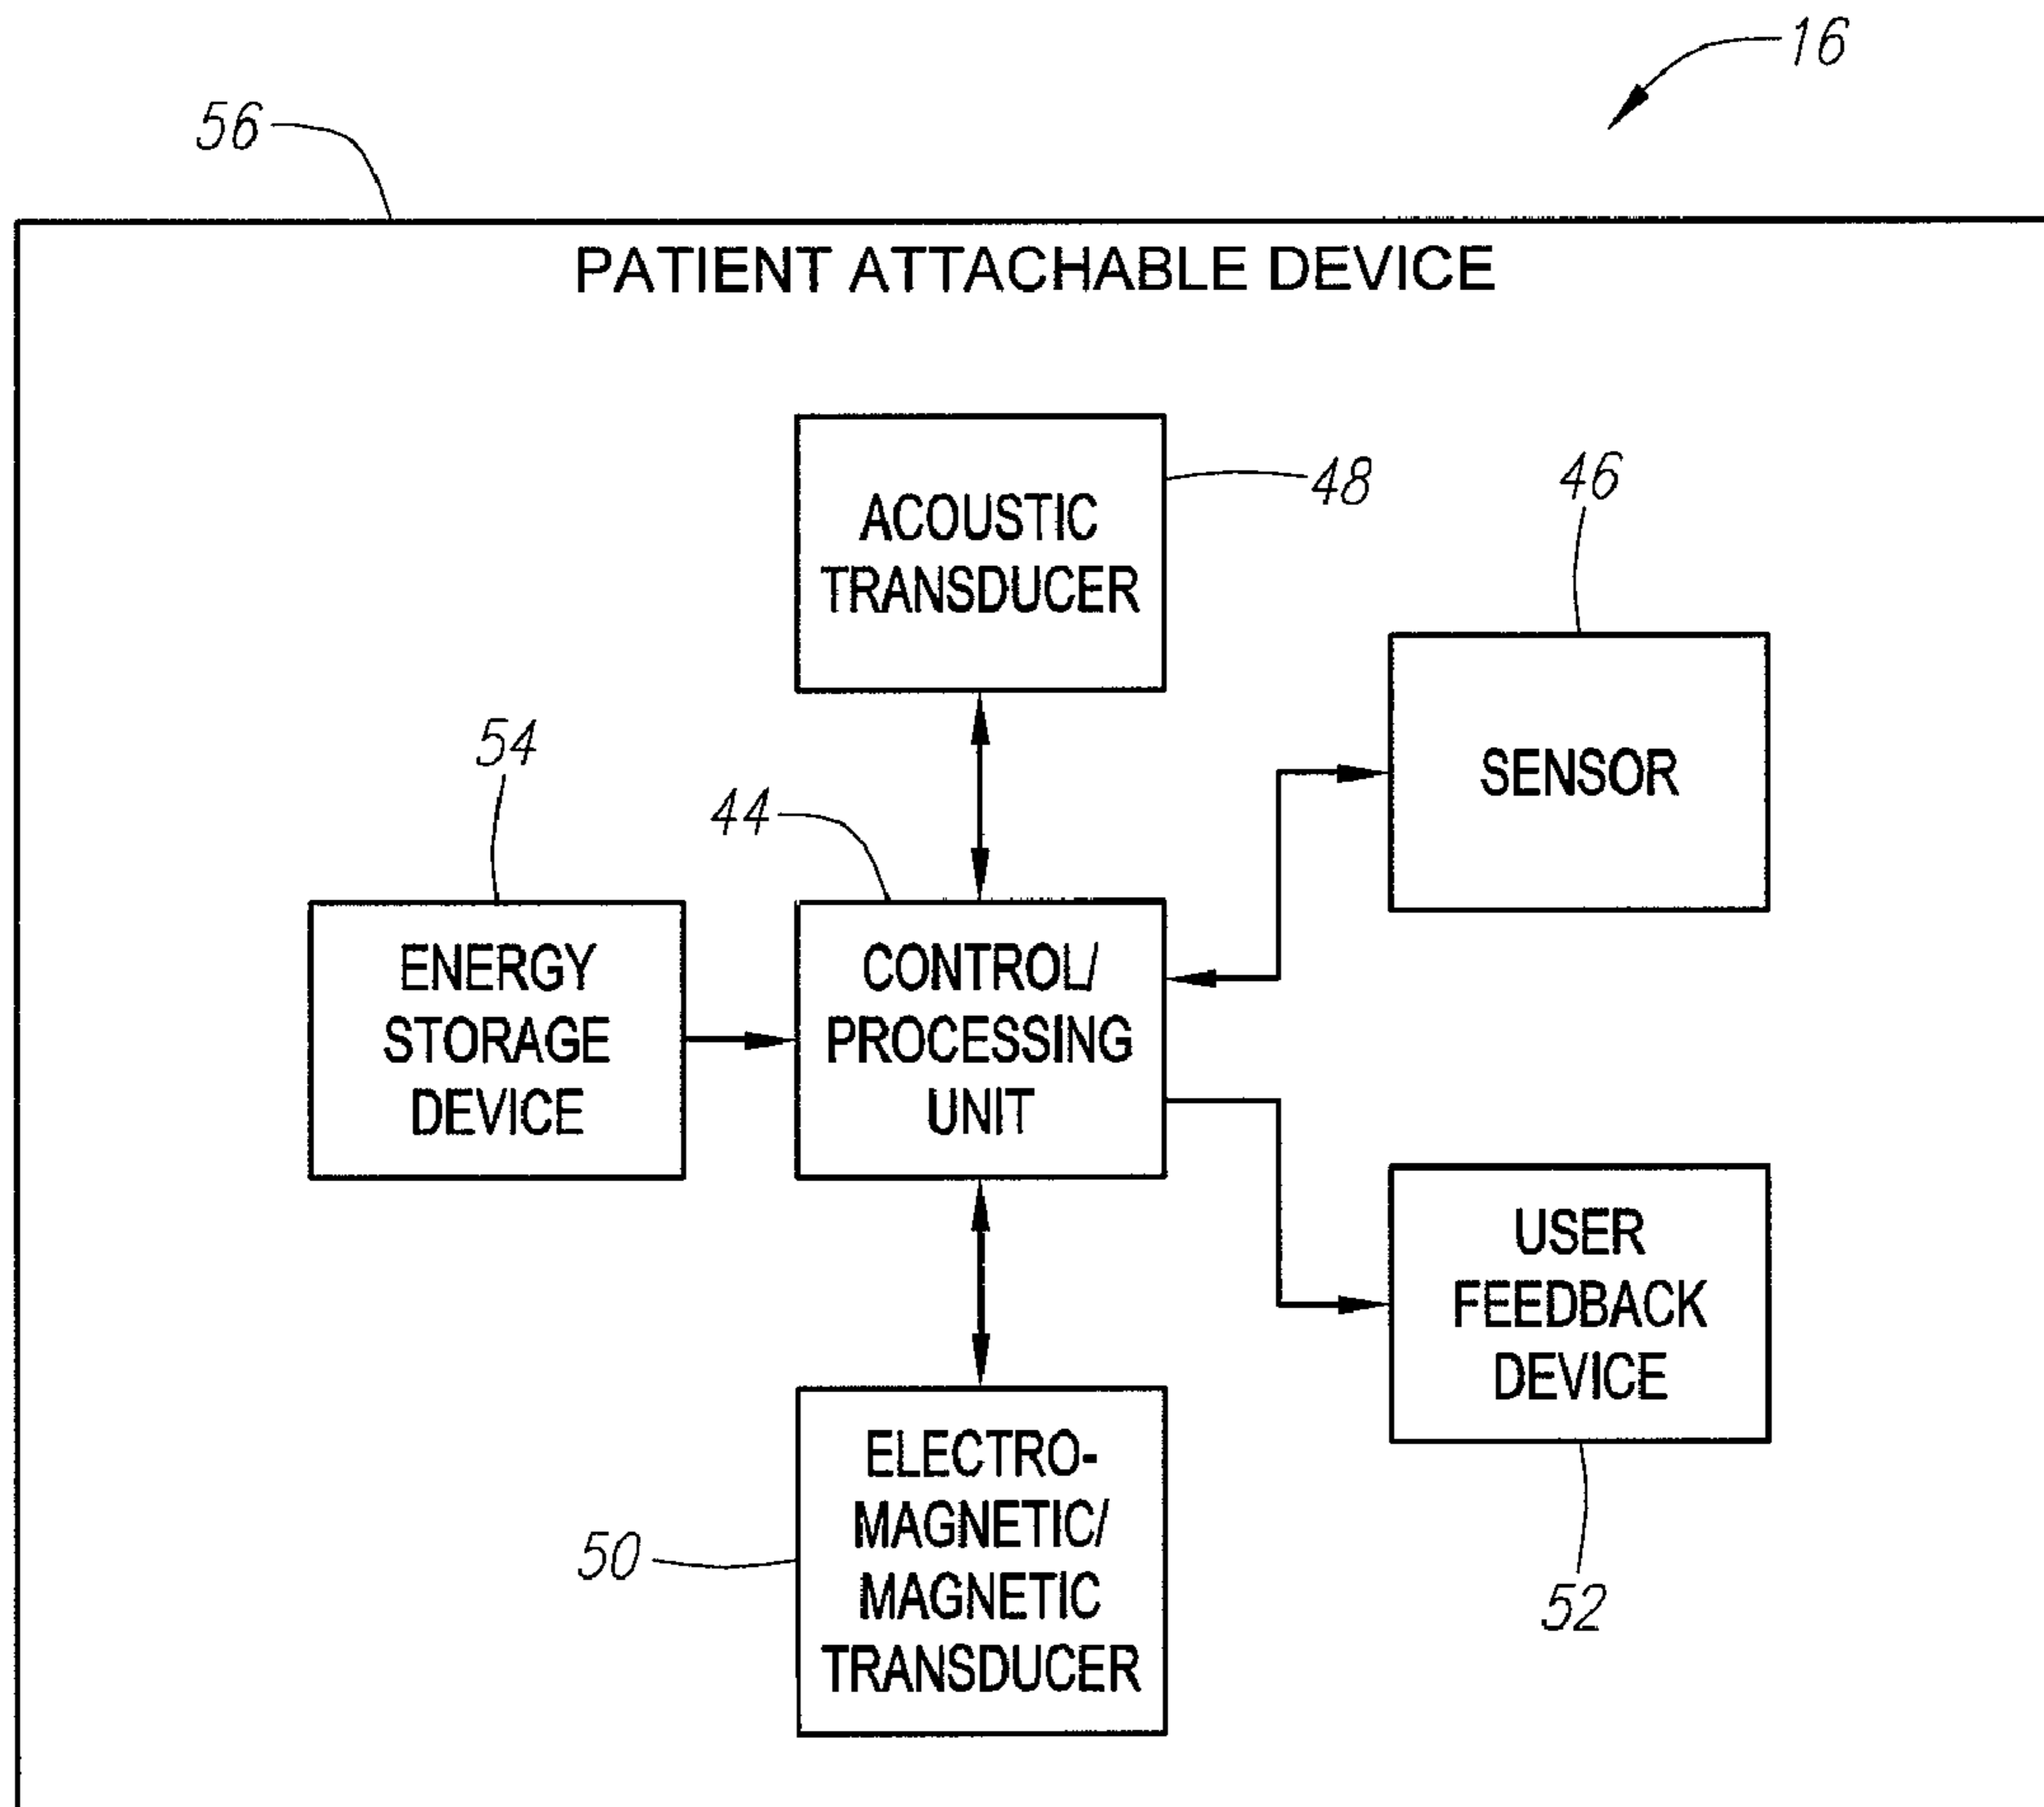 16
56
PATIENT ATTACHABLE DEVICE
48
ACOUSTIC
TRANSDUCER
46
SENSOR
54
44
ENERGY
STORAGE
DEVICE
CONTROL/
PROCESSING
UNIT
USER
FEEDBACK
DEVICE
52
50
ELECTRO-
MAGNETIC/
MAGNETIC
TRANSDUCER